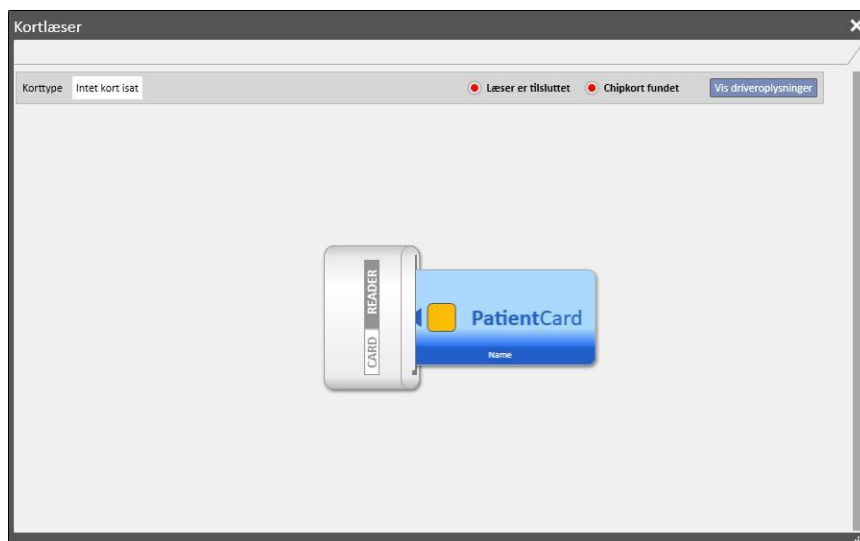 Kortlæser
Korttype Intet kort isat Læser er tilsluttet Chipkort fundet Vis driveroplysninger
CARD READER
PatientCard
Name